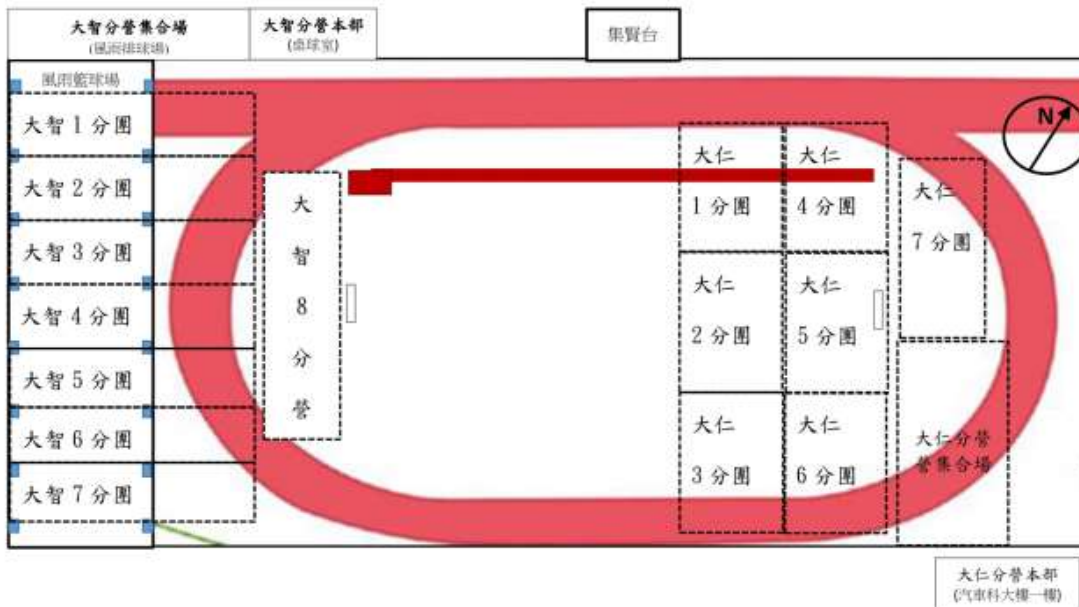 大智分營集合場
(風雨排球場)
大智分營本部
(桌球室)
集賢台
風雨籃球場
大智1分團
大智2分團
大智3分團
大智4分團
大智5分團
大智6分團
大智7分團
大
智
8
分
營
大仁
1分團
大仁
4分團
大仁
7分團
大仁
2分團
大仁
5分團
大仁
3分團
大仁
6分團
大仁分營
營集合場
N
大仁分營本部
(汽車科大樓一樓)